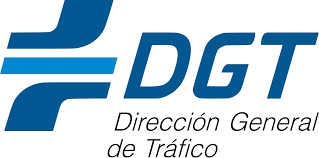 DGT
Dirección General
de Tráfico